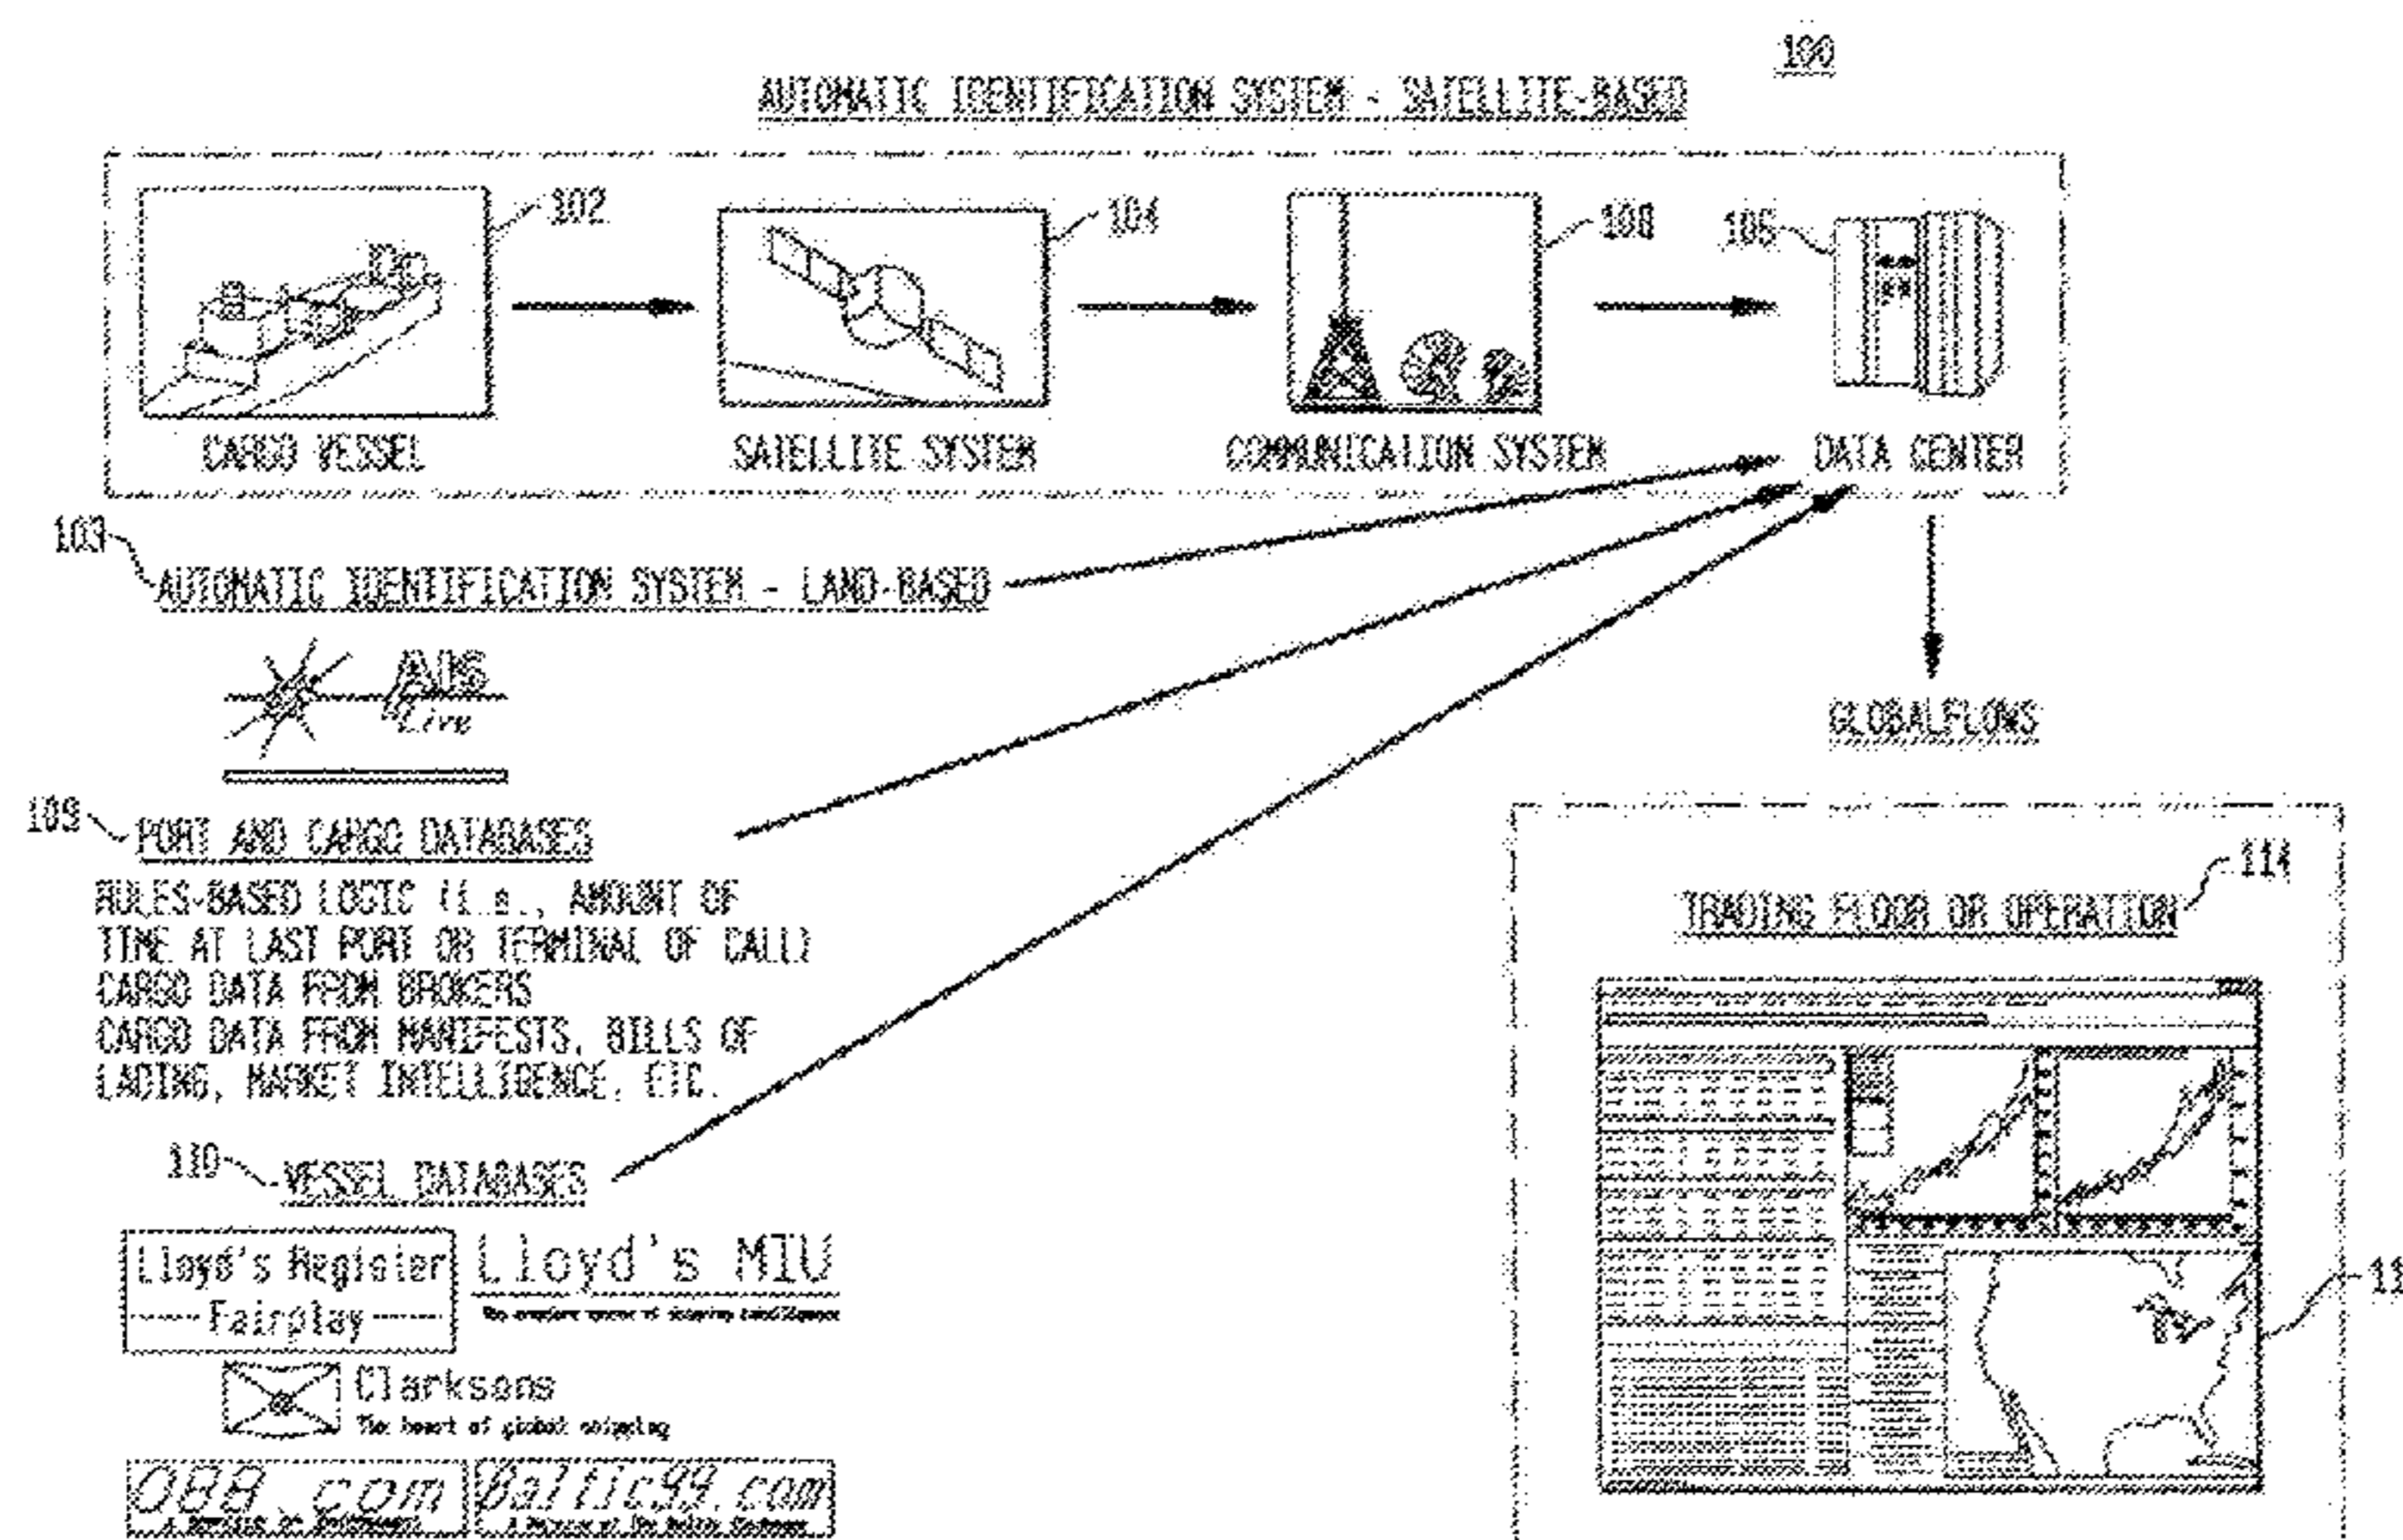 100
AUTOMATIC IDENTIFICATION SYSTEM - SATELLITE-BASED
102
104
108
106
CARGO VESSEL
SATELLITE SYSTEM
COMMUNICATION SYSTEM
DATA CENTER
103
AUTOMATIC IDENTIFICATION SYSTEM - LAND-BASED
AIS
Live
GLOBALFLOWS
109
PORT AND CARGO DATABASES
RULES-BASED LOGIC (i.e., AMOUNT OF
TIME AT LAST PORT OR TERMINAL OF CALL)
CARGO DATA FROM BROKERS
CARGO DATA FROM MANIFESTS, BILLS OF
LADING, MARKET INTELLIGENCE, ETC.
114
TRADING FLOOR OR OPERATION
110
VESSEL DATABASES
Lloyd's Register
Fairplay
Lloyd's MIU
Clarksons
The heart of global shipping
11
Baltic99.com